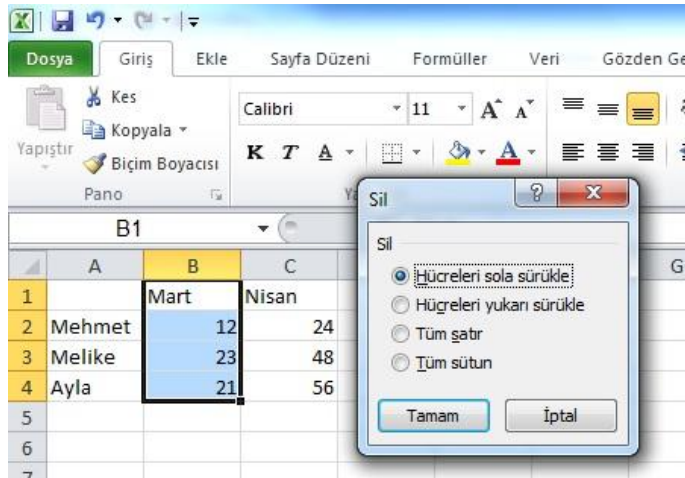 Dosya Giriş Ekle Sayfa Düzeni Formüller Veri Gözden Ge
Kes
Kopyala
Biçim Boyacısı
Yapıştır
Pano
Calibri 11 A A
K T A A
Ya
B1
A B C G
1 Mart Nisan
2 Mehmet 12 24
3 Melike 23 48
4 Ayla 21 56
5
6
7
Sil
Sil
Hücreleri sola sürükle
Hücreleri yukarı sürükle
Tüm satır
Tüm sütun
Tamam İptal